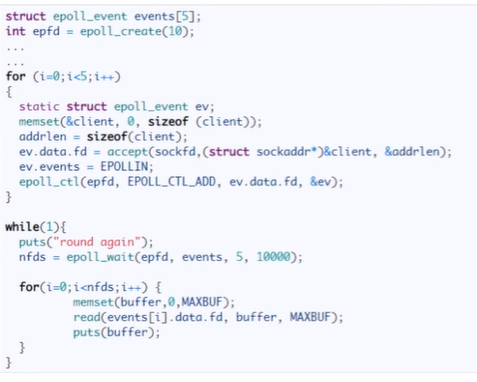 struct epoll_event events[5];
int epfd = epoll_create(10);
...
...
for (i=0;i<5;i++)
{
static struct epoll_event ev;
memset(&client, 0, sizeof (client));
addrlen = sizeof(client);
ev.data.fd = accept(sockfd,(struct sockaddr*)&client, &addrlen);
ev.events = EPOLLIN;
epoll_ctl(epfd, EPOLL_CTL_ADD, ev.data.fd, &ev);
}
while(1){
puts("round again");
nfds = epoll_wait(epfd, events, 5, 10000);
for(i=0;i<nfds;i++) {
memset(buffer,0,MAXBUF);
read(events[i].data.fd, buffer, MAXBUF);
puts(buffer);
}
}